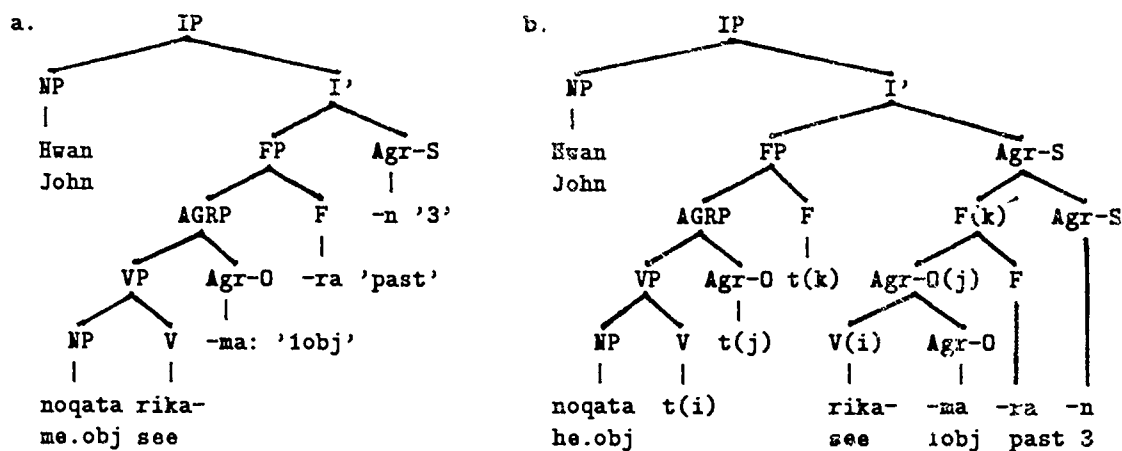 a. IP b. IP
NP I' NP I'
Hwan FP Agr-S Hwan FP Agr-S
John John
AGRP F -n '3' AGRP F F(k) Agr-S
VP Agr-O -ra 'past' VP Agr-O t(k) Agr-O(j) F
NP V -ma: '1obj' NP V t(j) V(i) Agr-O
noqata rika- noqata t(i) rika- -ma -ra -n
me.obj see he.obj see 1obj past 3